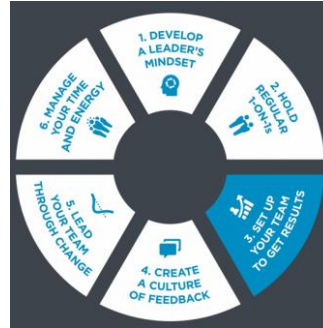 1. DEVELOP
A LEADER'S
MINDSET
2. HOLD
REGULAR
1-ON-1s
3. SET UP
YOUR TEAM
TO GET RESULTS
4. CREATE
A CULTURE
OF FEEDBACK
5. LEAD
YOUR TEAM
THROUGH CHANGE
6. MANAGE
YOUR TIME
AND ENERGY